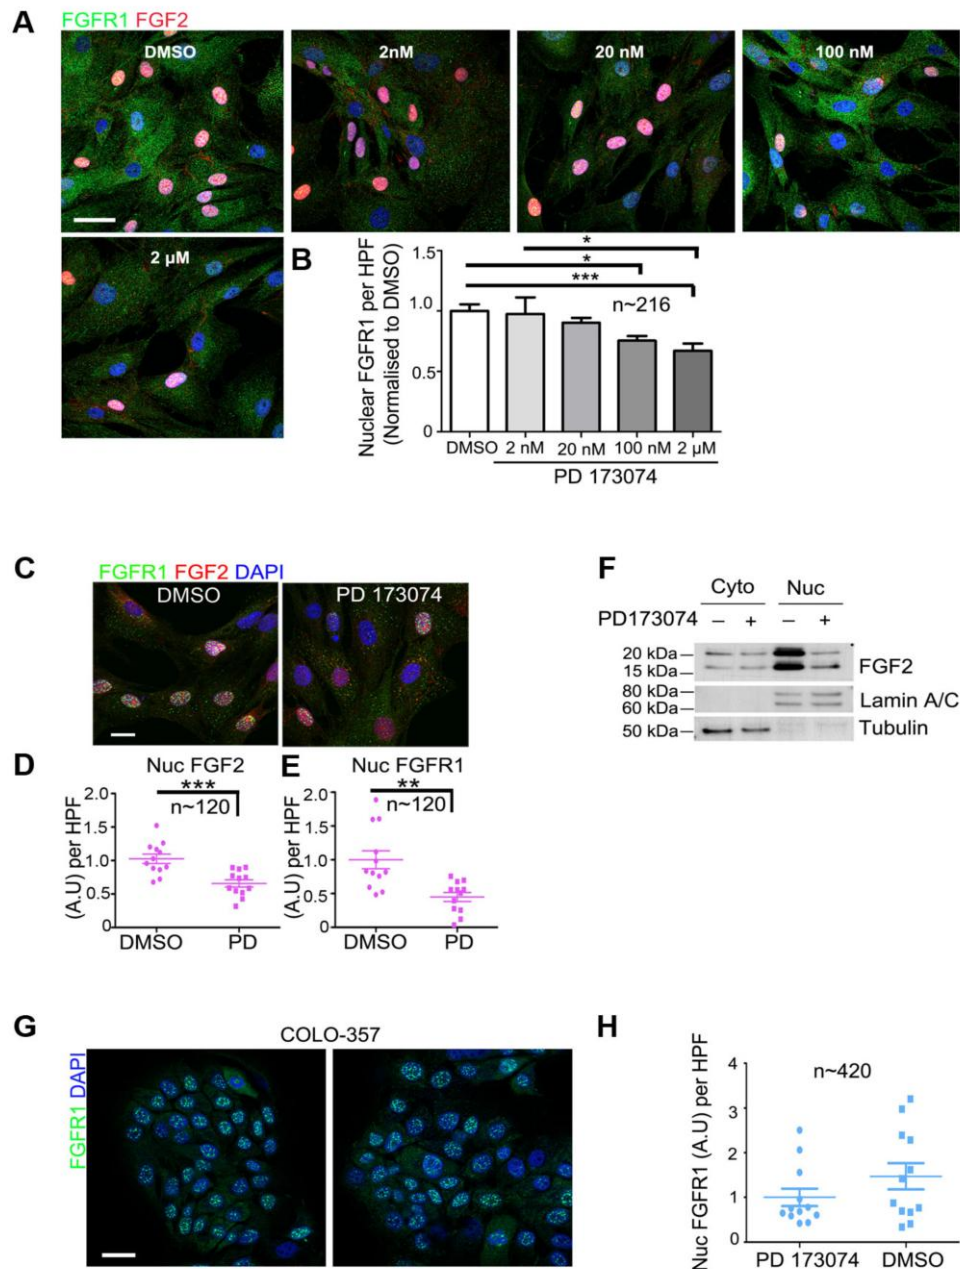 A
FGFR1 FGF2
DMSO
2nM
20 nM
100 nM
2 µM
B
Nuclear FGFR1 per HPF
(Normalised to DMSO)
1.5
1.0
0.5
0
*
*
***
n~216
DMSO 2 nM 20 nM 100 nM 2 µM
PD 173074
C
FGFR1 FGF2 DAPI
DMSO
PD 173074
D
Nuc FGF2
(A.U) per HPF
2.0
1.5
1.0
0.5
0
***
n~120
DMSO PD
E
Nuc FGFR1
(A.U) per HPF
2.0
1.5
1.0
0.5
0
**
n~120
DMSO PD
F
Cyto Nuc
PD173074 – + – +
20 kDa
15 kDa
FGF2
80 kDa
60 kDa
Lamin A/C
50 kDa
Tubulin
G
COLO-357
FGFR1 DAPI
H
Nuc FGFR1 (A.U) per HPF
4
3
2
1
0
n~420
PD 173074 DMSO